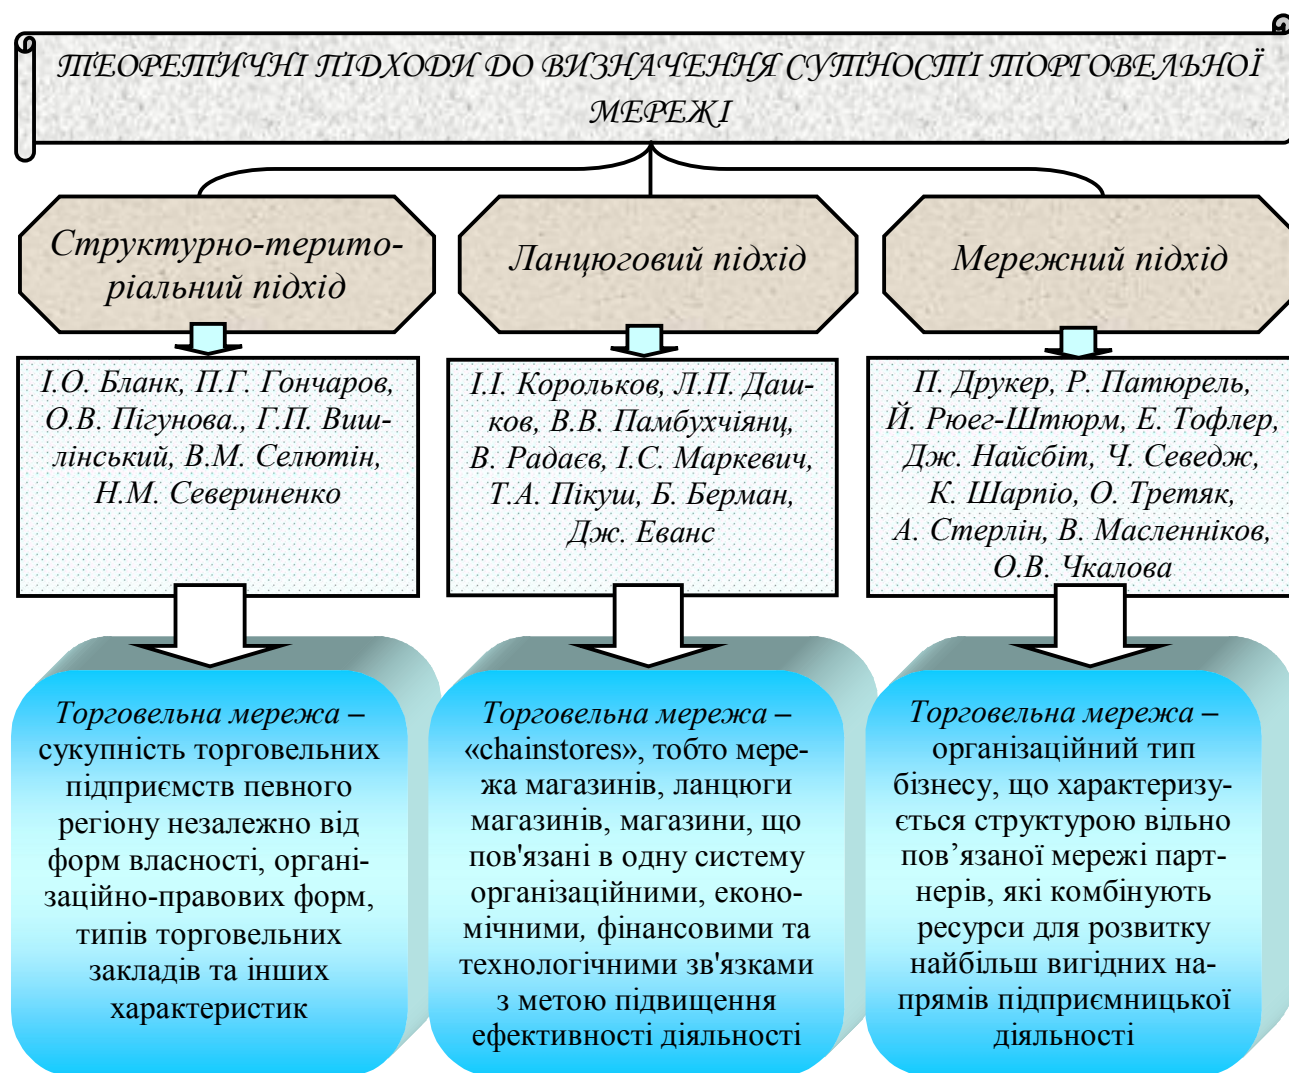 ТЕОРЕТИЧНІ ПІДХОДИ ДО ВИЗНАЧЕННЯ СУТНОСТІ ТОРГОВЕЛЬНОЇ
МЕРЕЖІ
Структурно-терито-
ріальний підхід
І.О. Бланк, П.Г. Гончаров,
О.В. Пігунова., Г.П. Виш-
лінський, В.М. Селютін,
Н.М. Севериненко
Торговельна мережа –
сукупність торговельних
підприємств певного
регіону незалежно від
форм власності, органі-
заційно-правових форм,
типів торговельних
закладів та інших
характеристик
Ланцюговий підхід
І.І. Корольков, Л.П. Даш-
ков, В.В. Памбухчіянц,
В. Радаєв, І.С. Маркевич,
Т.А. Пікуш, Б. Берман,
Дж. Еванс
Торговельна мережа –
«chainstores», тобто мере-
жа магазинів, ланцюги
магазинів, магазини, що
пов'язані в одну систему
організаційними, еконо-
мічними, фінансовими та
технологічними зв'язками
з метою підвищення
ефективності діяльності
Мережний підхід
П. Друкер, Р. Патюрель,
Й. Рюег-Штюрм, Е. Тофлер,
Дж. Найсбіт, Ч. Севедж,
К. Шарпіо, О. Третяк,
А. Стерлін, В. Масленніков,
О.В. Чкалова
Торговельна мережа –
організаційний тип
бізнесу, що характеризу-
ється структурою вільно
пов’язаної мережі парт-
нерів, які комбінують
ресурси для розвитку
найбільш вигідних на-
прямів підприємницької
діяльності